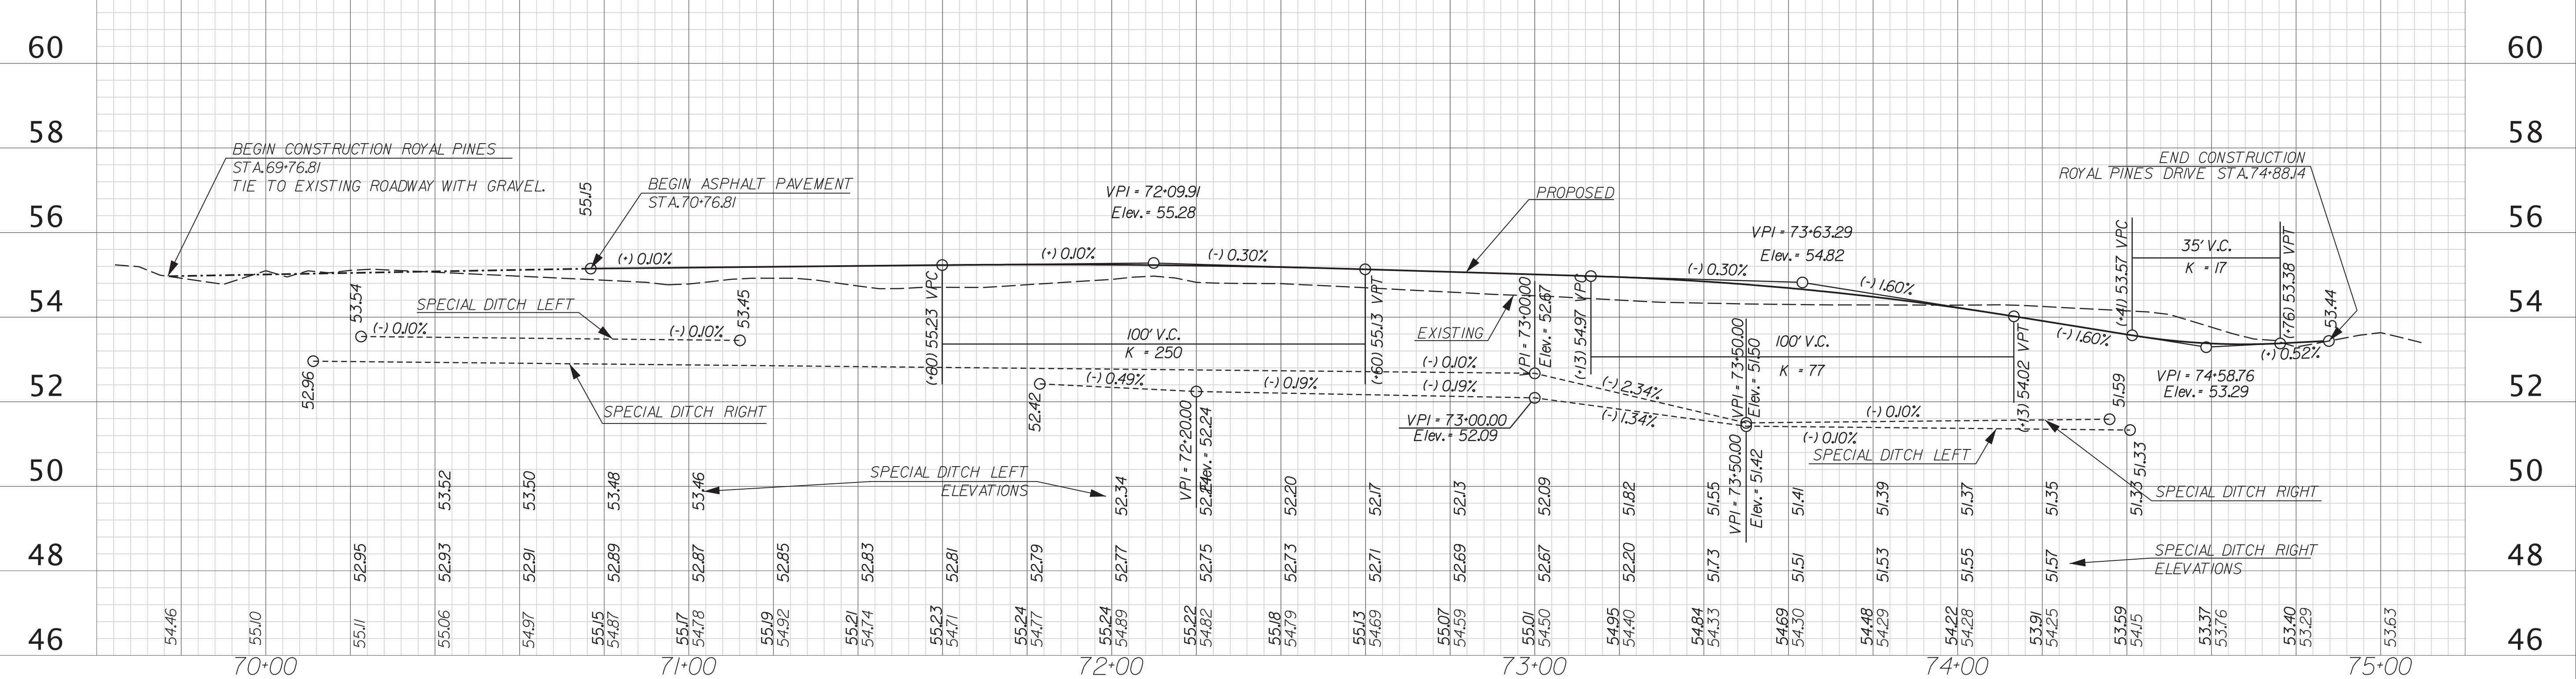 60
60
58
58
56
56
54
54
52
52
50
50
48
48
46
46
BEGIN CONSTRUCTION ROYAL PINES
STA.69+76.81
TIE TO EXISTING ROADWAY WITH GRAVEL.
55.15
BEGIN ASPHALT PAVEMENT
STA.70+76.81
VPI = 72+09.91
Elev.= 55.28
PROPOSED
VPI = 73+63.29
Elev.= 54.82
END CONSTRUCTION
ROYAL PINES DRIVE STA.74+88.14
(+) 0.10%
(+) 0.10%
(-) 0.30%
(-) 0.30%
(-) 1.60%
(-) 1.60%
(+) 0.52%
35' V.C.
K = 17
(+41) 53.57 VPC
(+76) 53.38 VPT
53.44
53.54
SPECIAL DITCH LEFT
53.45
(-) 0.10%
(-) 0.10%
(+60) 55.23 VPC
100' V.C.
K = 250
(+60) 55.13 VPT
EXISTING
VPI = 73+00.00
Elev.= 52.67
(+13) 54.97 VPC
VPI = 73+50.00
Elev.= 51.50
100' V.C.
K = 77
(+13) 54.02 VPT
VPI = 74+58.76
Elev.= 53.29
52.96
SPECIAL DITCH RIGHT
52.42
(-) 0.49%
(-) 0.19%
(-) 0.10%
(-) 0.19%
(-) 2.34%
(-) 1.34%
VPI = 73+00.00
Elev.= 52.09
VPI = 72+20.00
Elev.= 52.24
(-) 0.10%
51.59
(-) 0.10%
51.33
SPECIAL DITCH LEFT
VPI = 73+50.00
Elev.= 51.42
SPECIAL DITCH LEFT
ELEVATIONS
SPECIAL DITCH RIGHT
53.52 53.50 53.48 53.46 52.34 52.24 52.20 52.17 52.13 52.09 51.82 51.55 51.41 51.39 51.37 51.35 51.33
SPECIAL DITCH RIGHT
ELEVATIONS
52.95 52.93 52.91 52.89 52.87 52.85 52.83 52.81 52.79 52.77 52.75 52.73 52.71 52.69 52.67 52.20 51.73 51.51 51.53 51.55 51.57
55.15 55.17 55.19 55.21 55.23 55.24 55.24 55.22 55.18 55.13 55.07 55.01 54.95 54.84 54.69 54.48 54.22 53.91 53.59 53.37 53.40
54.46 55.10 55.11 55.06 54.97 54.87 54.78 54.92 54.74 54.71 54.77 54.89 54.82 54.79 54.69 54.59 54.50 54.40 54.33 54.30 54.29 54.28 54.25 54.15 53.76 53.29 53.63
70+00 71+00 72+00 73+00 74+00 75+00